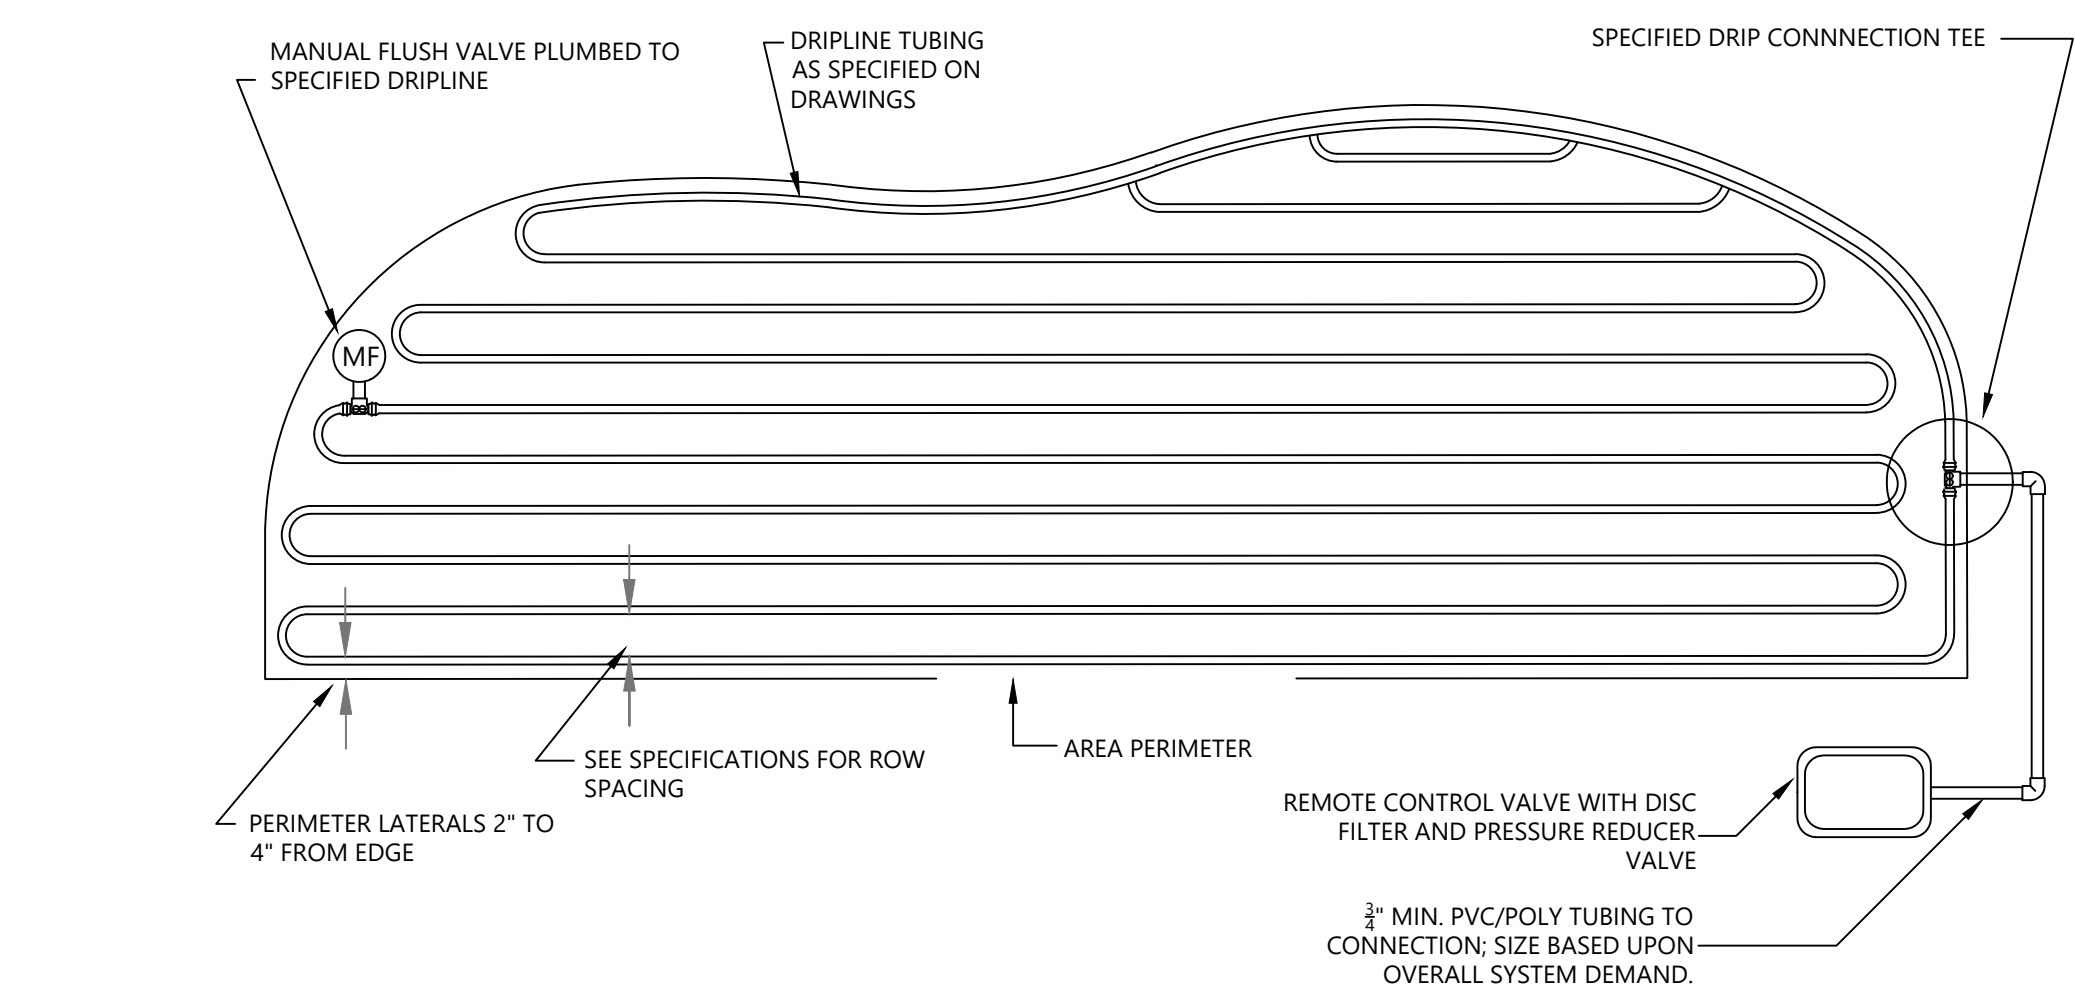 MANUAL FLUSH VALVE PLUMBED TO
SPECIFIED DRIPLINE
DRIPLINE TUBING
AS SPECIFIED ON
DRAWINGS
SPECIFIED DRIP CONNNECTION TEE
MF
SEE SPECIFICATIONS FOR ROW
SPACING
AREA PERIMETER
PERIMETER LATERALS 2" TO
4" FROM EDGE
REMOTE CONTROL VALVE WITH DISC
FILTER AND PRESSURE REDUCER
VALVE
3/4" MIN. PVC/POLY TUBING TO
CONNECTION; SIZE BASED UPON
OVERALL SYSTEM DEMAND.